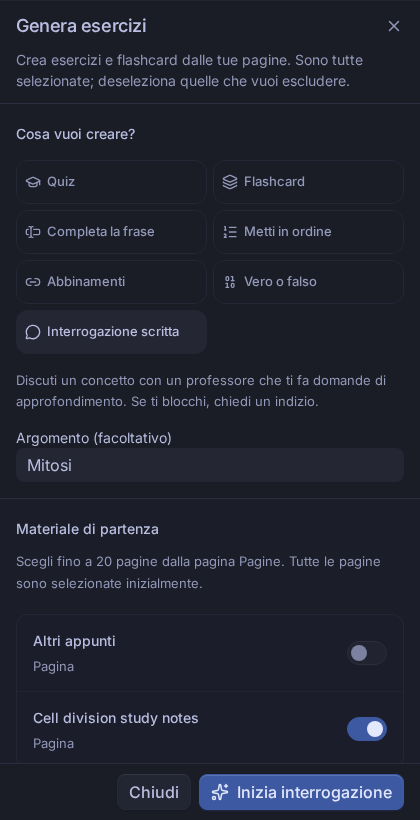 Genera esercizi
Crea esercizi e flashcard dalle tue pagine. Sono tutte
selezionate; deseleziona quelle che vuoi escludere.
Cosa vuoi creare?
Quiz
Flashcard
Completa la frase
Metti in ordine
Abbinamenti
Vero o falso
Interrogazione scritta
Discuti un concetto con un professore che ti fa domande di
approfondimento. Se ti blocchi, chiedi un indizio.
Argomento (facoltativo)
Mitosi
Materiale di partenza
Scegli fino a 20 pagine dalla pagina Pagine. Tutte le pagine
sono selezionate inizialmente.
Altri appunti
Pagina
Cell division study notes
Pagina
Chiudi
Inizia interrogazione